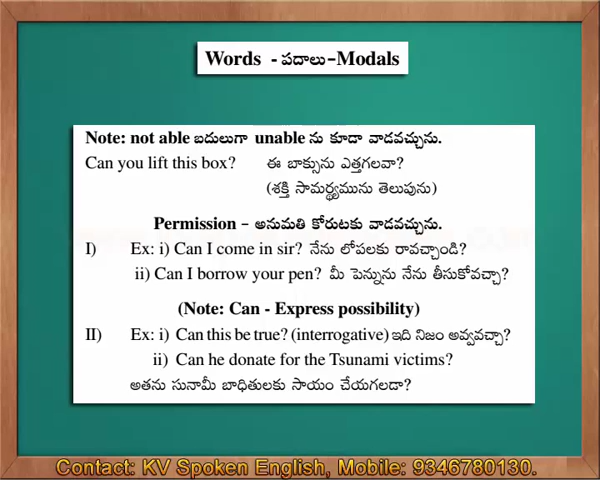 Words - పదాలు-Modals
Note: not able బదులుగా unable ను కూడా వాడవచ్చును.
Can you lift this box? ఈ బాక్సును ఎత్తగలవా?
(శక్తి సామర్థ్యమును తెలుపును)
Permission - అనుమతి కోరుటకు వాడవచ్చును.
I) Ex: i) Can I come in sir? నేను లోపలకు రావచ్చాండి?
ii) Can I borrow your pen? మీ పెన్నును నేను తీసుకోవచ్చా?
(Note: Can - Express possibility)
II) Ex: i) Can this be true? (interrogative) ఇది నిజం అవ్వవచ్చా?
ii) Can he donate for the Tsunami victims?
అతను సునామీ బాధితులకు సాయం చేయగలడా?
Contact: KV Spoken English, Mobile: 9346780130.